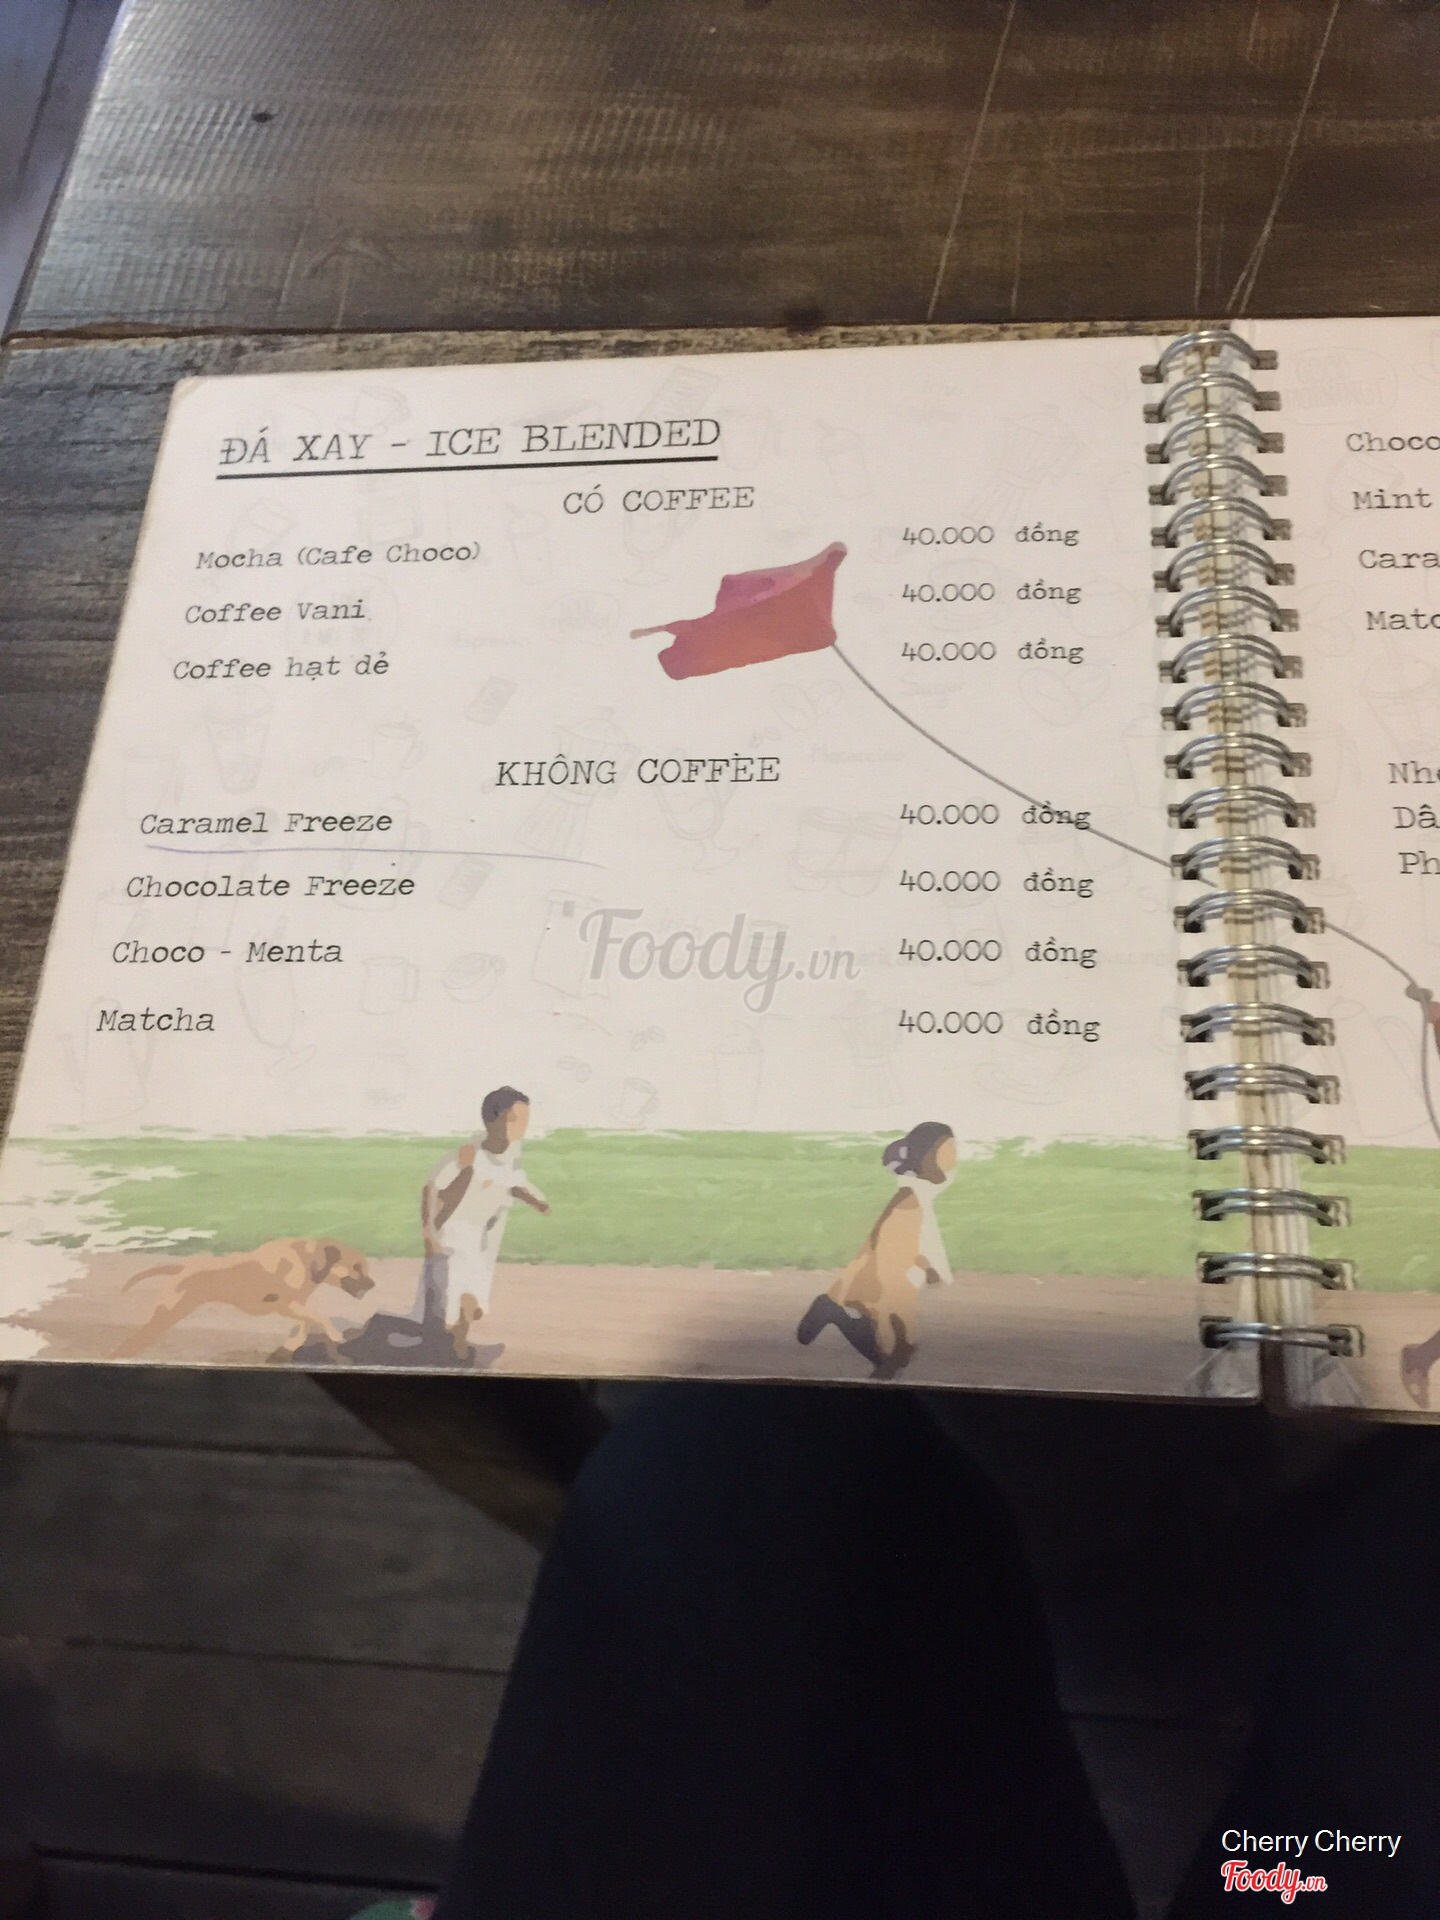 ĐÁ XAY - ICE BLENDED
CÓ COFFEE
Mocha (Cafe Choco) 40.000 đồng
Coffee Vani 40.000 đồng
Coffee hạt dẻ 40.000 đồng
KHÔNG COFFEE
Caramel Freeze 40.000 đồng
Chocolate Freeze 40.000 đồng
Choco - Menta 40.000 đồng
Matcha 40.000 đồng
Foody.vn
Choco
Mint
Cherry Cherry
Foody.vn